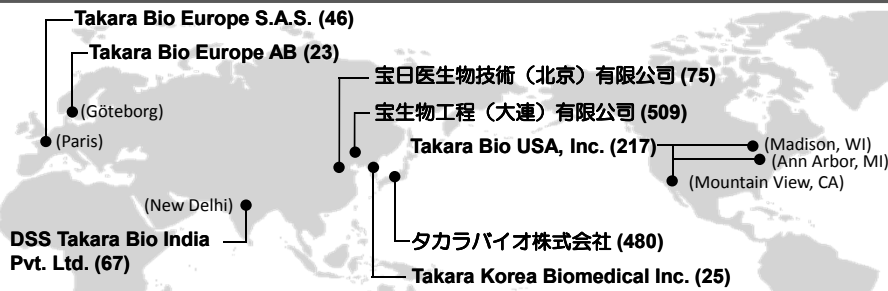 Takara Bio Europe S.A.S. (46)
Takara Bio Europe AB (23)
宝日医生物技術（北京）有限公司 (75)
(Göteborg)
宝生物工程（大連）有限公司 (509)
(Paris)
Takara Bio USA, Inc. (217)
(Madison, WI)
(Ann Arbor, MI)
(Mountain View, CA)
(New Delhi)
DSS Takara Bio India
Pvt. Ltd. (67)
タカラバイオ株式会社 (480)
Takara Korea Biomedical Inc. (25)